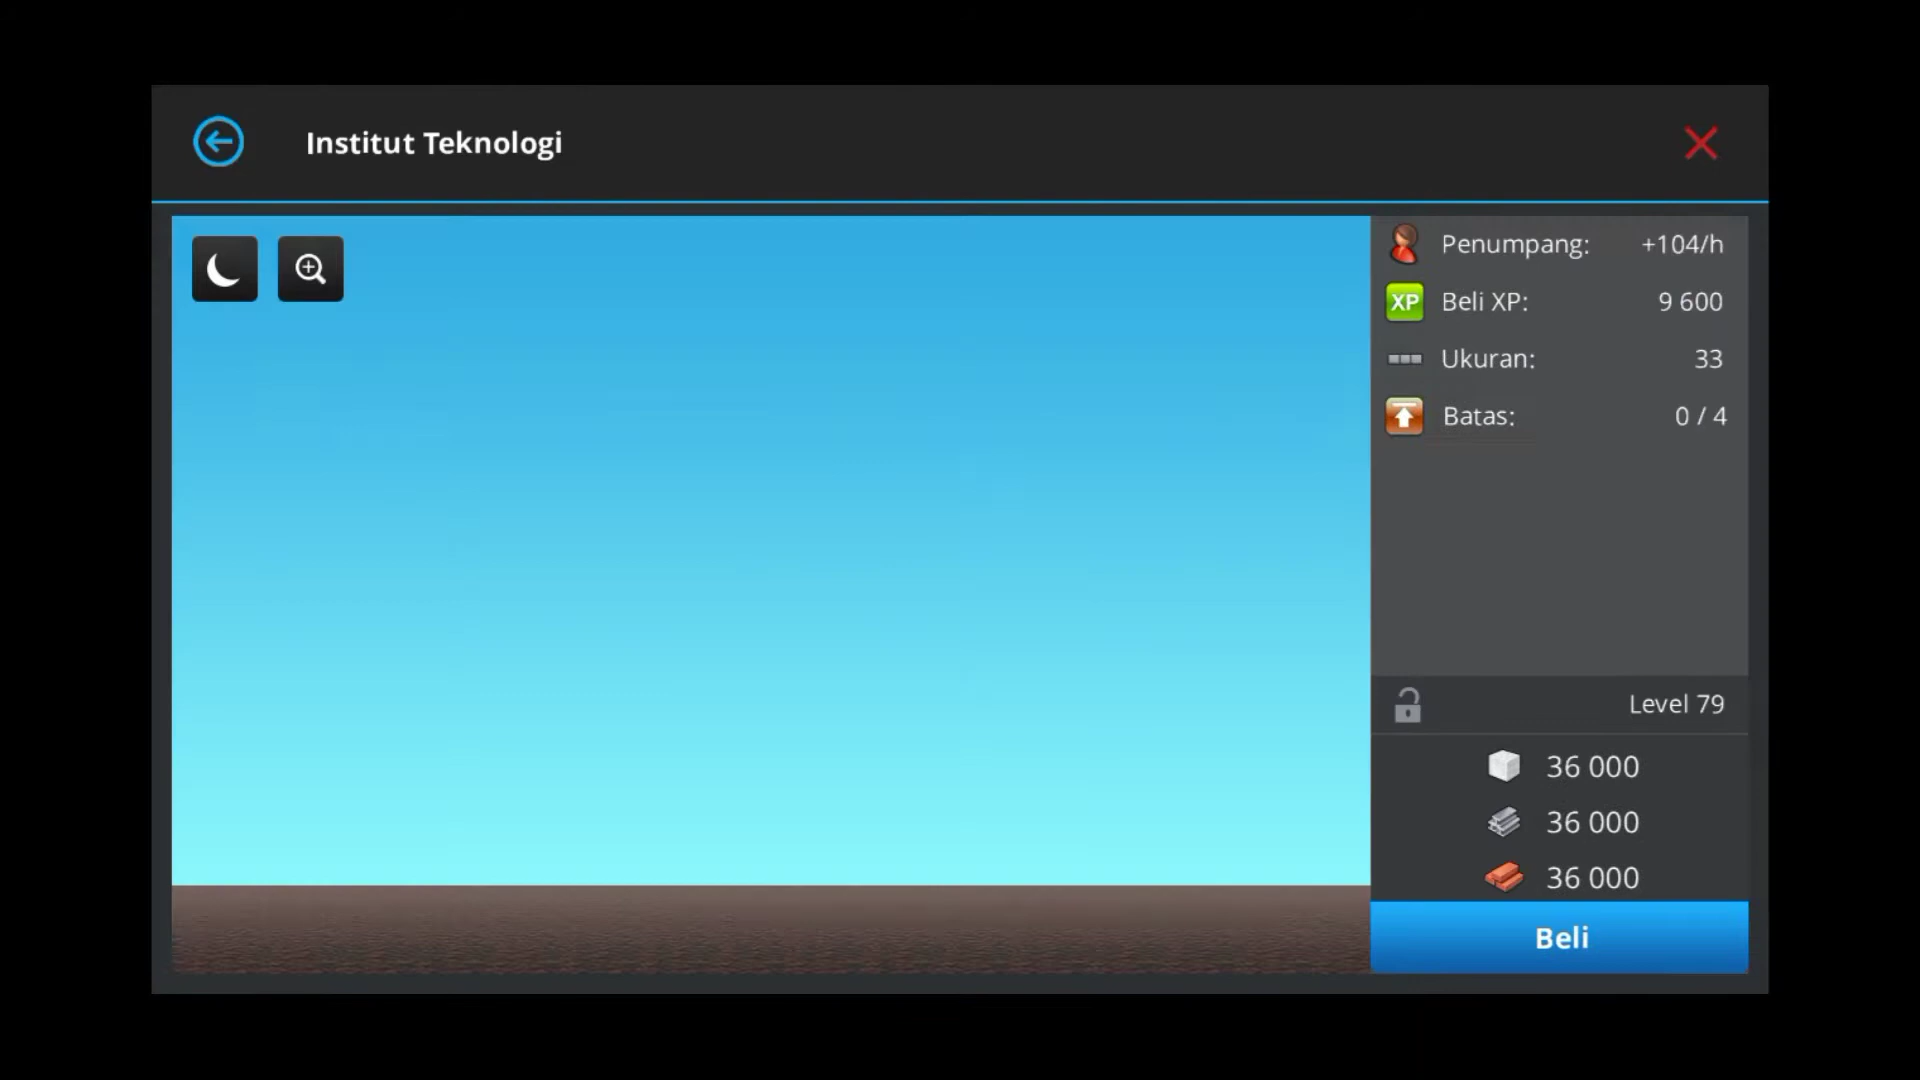 Institut Teknologi
Penumpang: +104/h
XP Beli XP: 9 600
Ukuran: 33
Batas: 0 / 4
Level 79
36 000
36 000
36 000
Beli